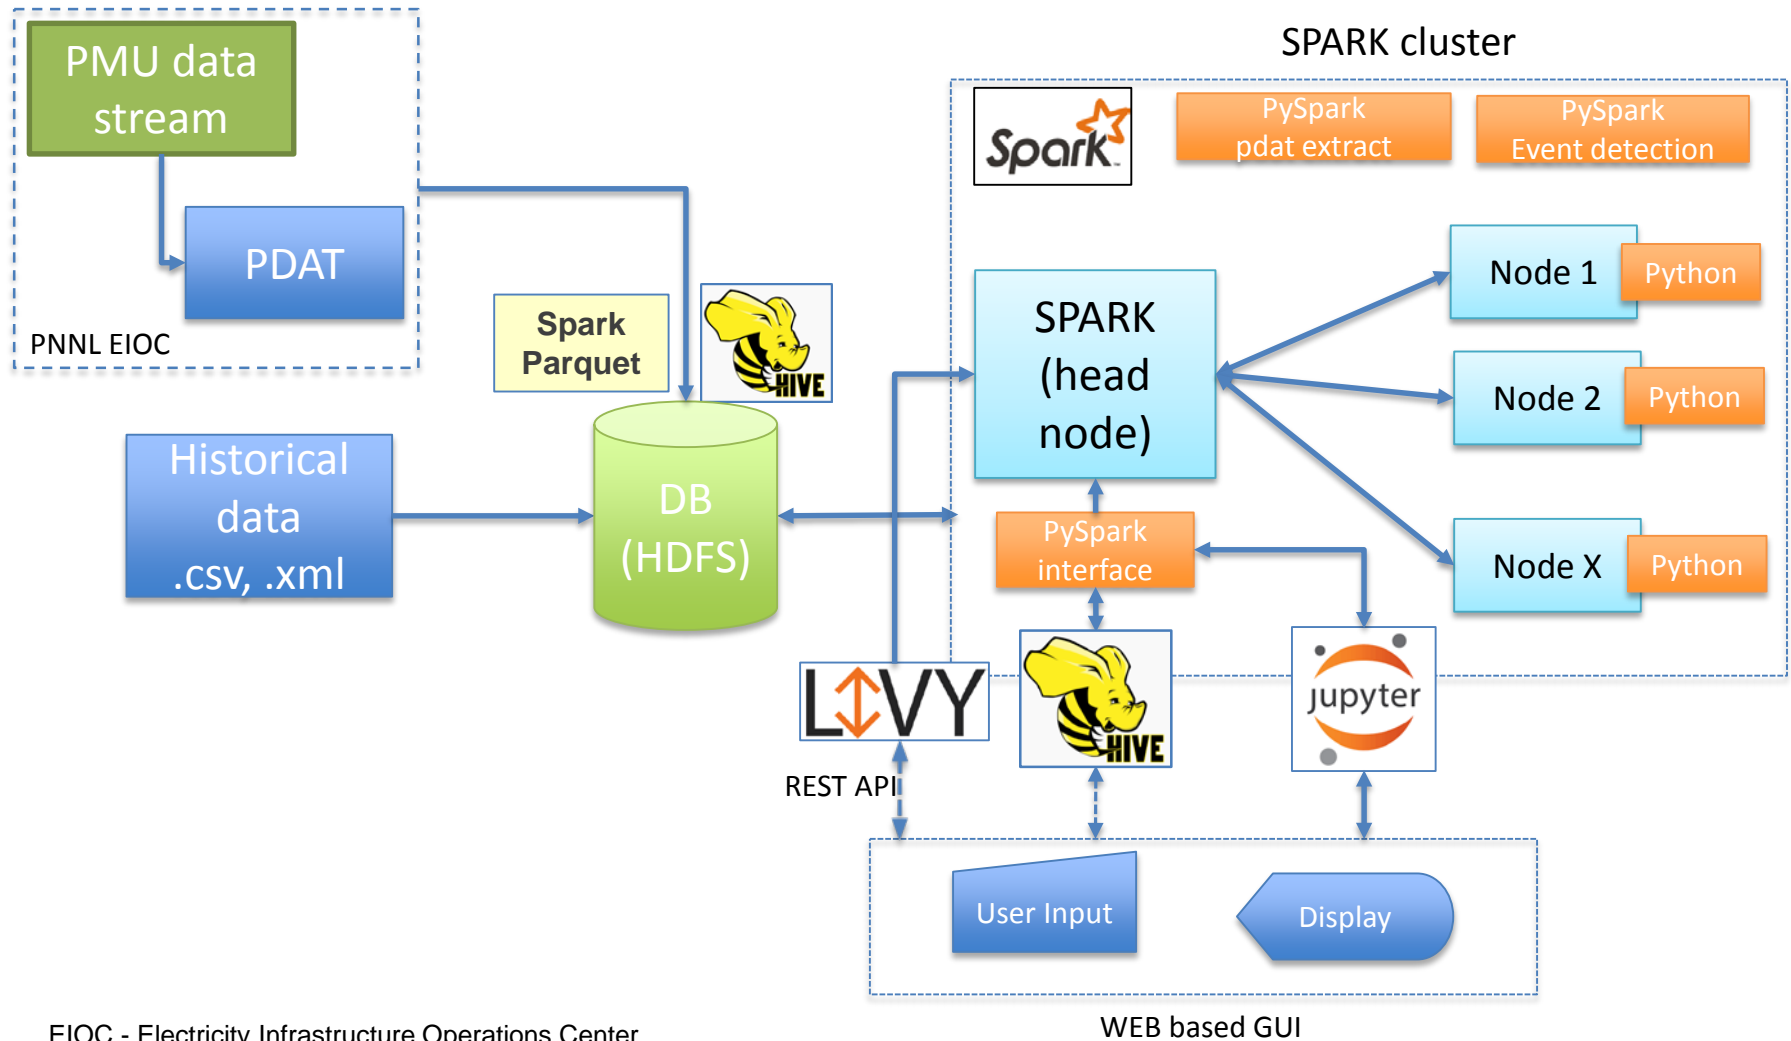 PMU data
stream
PDAT
PNNL EIOC
Historical
data
.csv, .xml
Spark
Parquet
HIVE
DB
(HDFS)
SPARK cluster
Spark
PySpark
pdat extract
PySpark
Event detection
SPARK
(head
node)
Node 1
Python
Node 2
Python
Node X
Python
PySpark
interface
LIVY
HIVE
jupyter
REST API
User Input
Display
WEB based GUI
EIOC - Electricity Infrastructure Operations Center